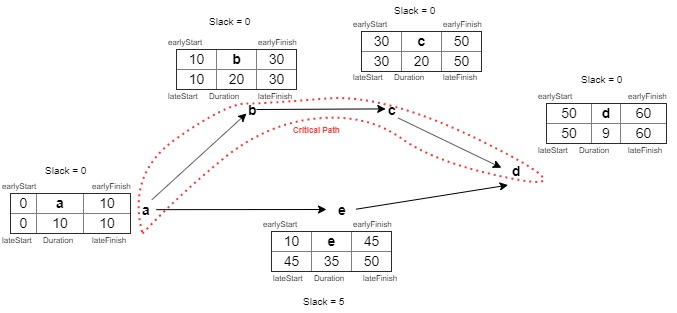 Slack = 0
earlyStart earlyFinish
10 b 30
10 20 30
lateStart Duration lateFinish
Slack = 0
earlyStart earlyFinish
30 c 50
30 20 50
lateStart Duration lateFinish
Slack = 0
earlyStart earlyFinish
50 d 60
50 9 60
lateStart Duration lateFinish
b
c
Critical Path
d
Slack = 0
earlyStart earlyFinish
0 a 10
0 10 10
lateStart Duration lateFinish
a
e
earlyStart earlyFinish
10 e 45
45 35 50
lateStart Duration lateFinish
Slack = 5